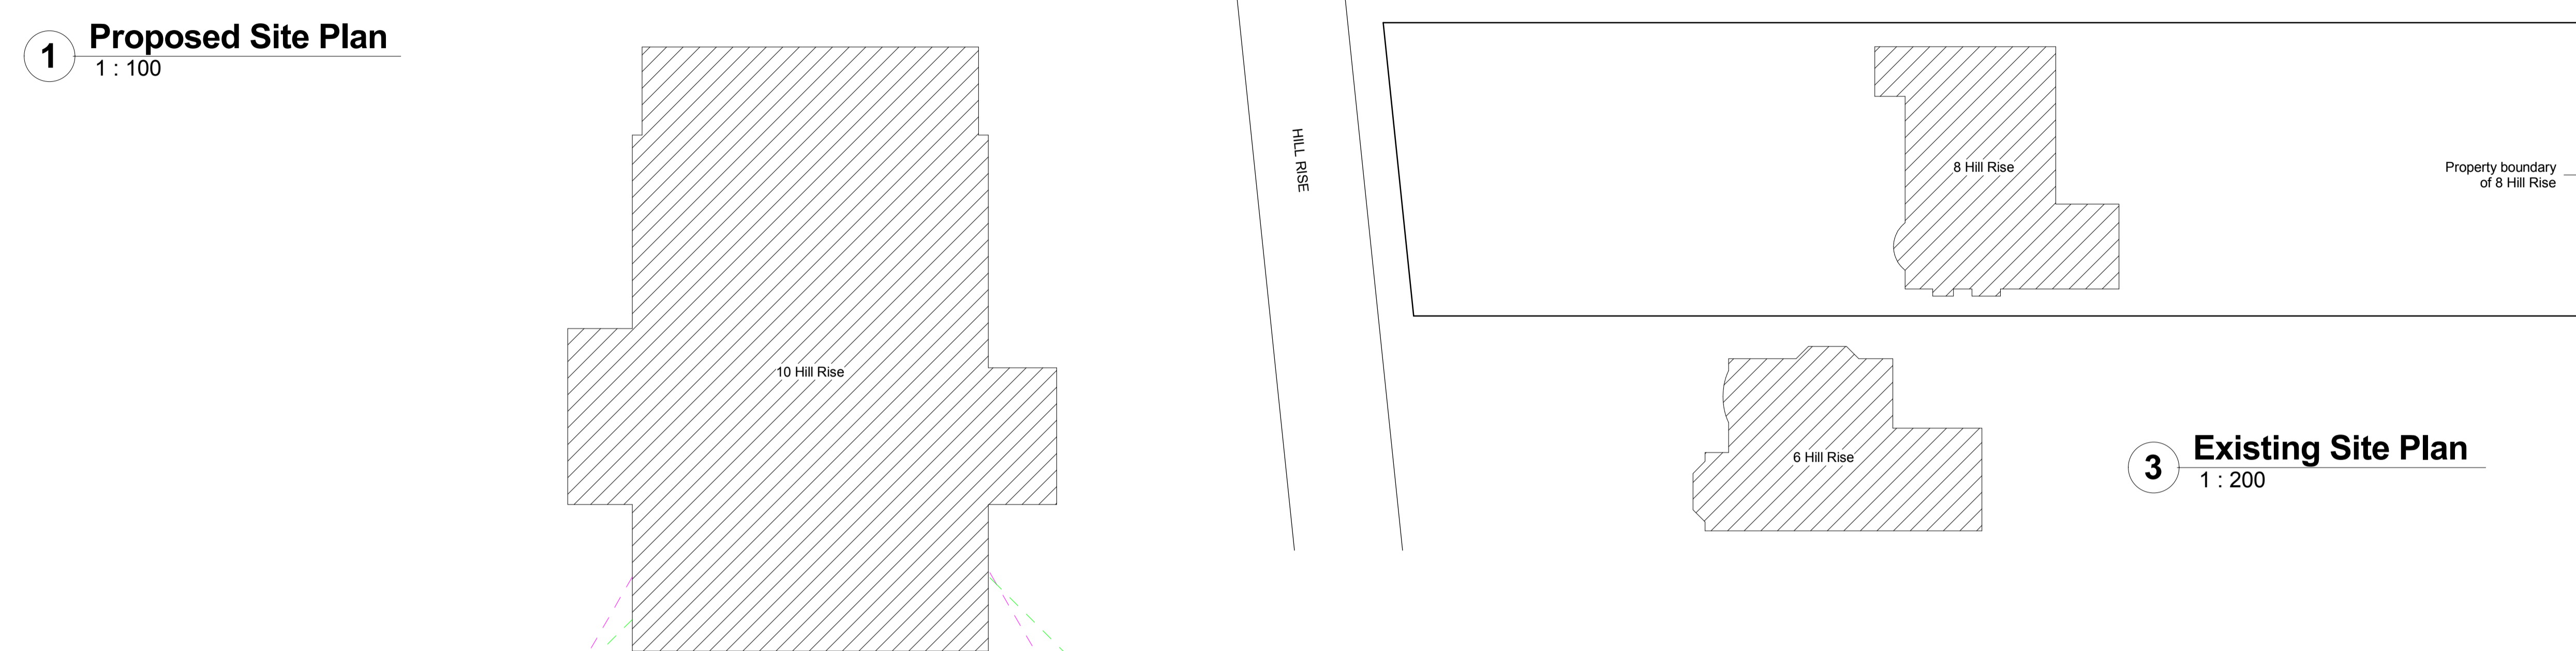 1
Proposed Site Plan
1 : 100
10 Hill Rise
HILL RISE
8 Hill Rise
Property boundary
of 8 Hill Rise
6 Hill Rise
3
Existing Site Plan
1 : 200